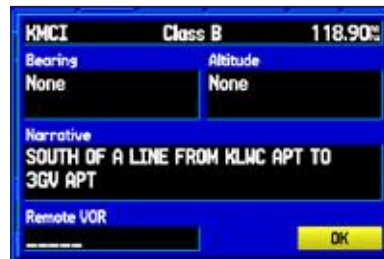 KMCI Class B 118.90
Bearing Altitude
None None
Narrative
SOUTH OF A LINE FROM KLWC APT TO
3GV APT
Remote VOR
_____
OK